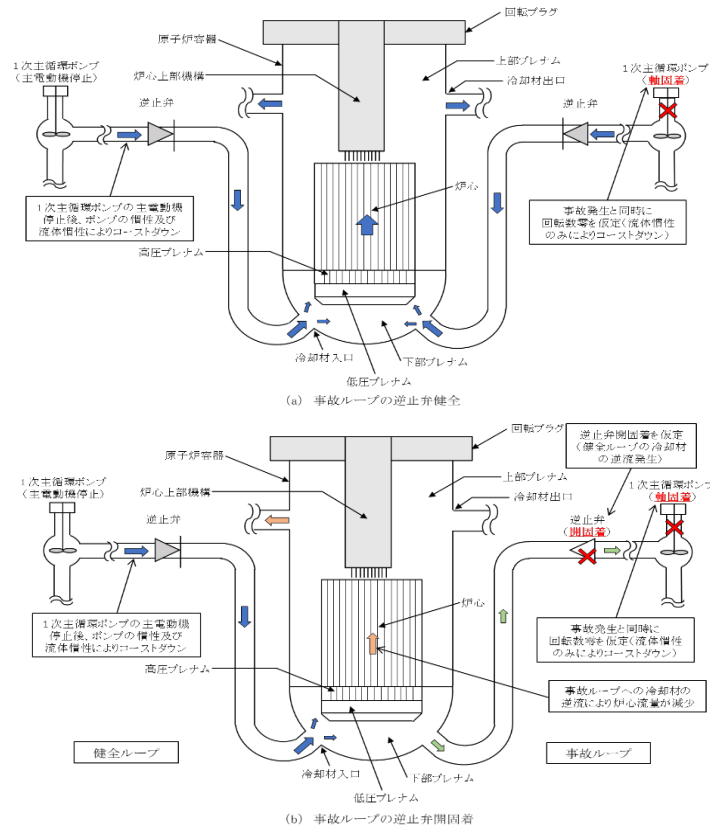 回転プラグ
原子炉容器
上部プレナム
1次主循環ポンプ
(主電動機停止)
炉心上部機構
冷却材出口
1次主循環ポンプ
(軸固着)
逆止弁
逆止弁
炉心
1次主循環ポンプの主電動機
停止後、ポンプの慣性及び
流体慣性によりコーストダウン
事故発生と同時に
回転数零を仮定(流体慣性
のみによりコーストダウン)
高圧プレナム
冷却材入口
下部プレナム
低圧プレナム
(a) 事故ループの逆止弁健全
回転プラグ
逆止弁開固着を仮定
(健全ループの冷却材
の逆流発生)
原子炉容器
上部プレナム
1次主循環ポンプ
(主電動機停止)
炉心上部機構
冷却材出口
1次主循環ポンプ
(軸固着)
逆止弁
逆止弁
(開固着)
炉心
1次主循環ポンプの主電動機
停止後、ポンプの慣性及び
流体慣性によりコーストダウン
事故発生と同時に
回転数零を仮定(流体慣性
のみによりコーストダウン)
高圧プレナム
事故ループへの冷却材の
逆流により炉心流量が減少
健全ループ
事故ループ
冷却材入口
下部プレナム
低圧プレナム
(b) 事故ループの逆止弁開固着